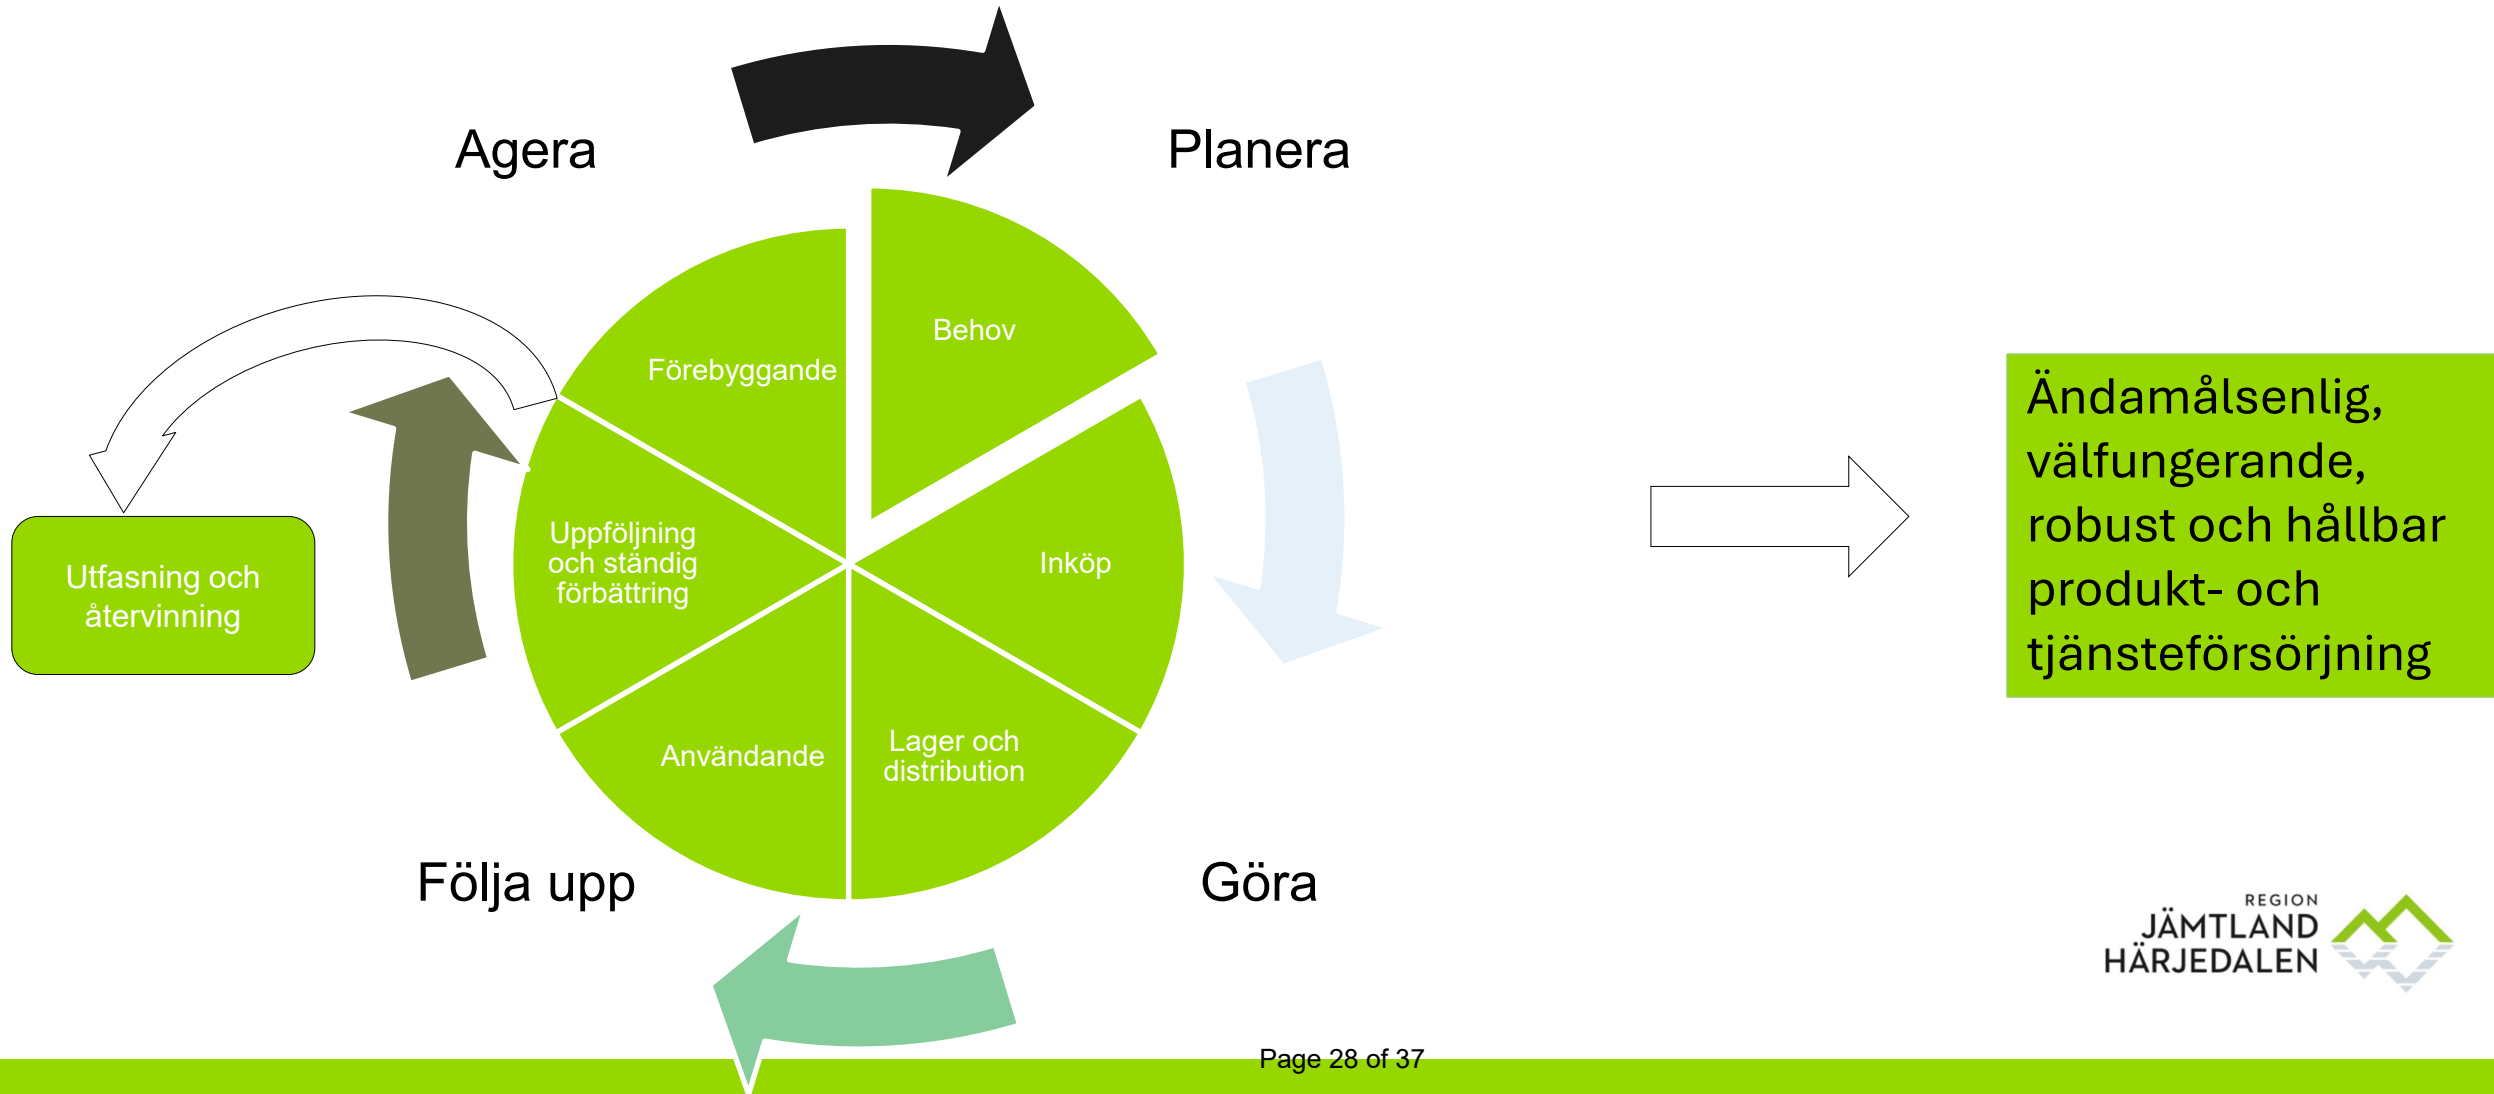 Agera
Planera
Behov
Förebyggande
Uppföljning
och ständig
förbättring
Inköp
Lager och
distribution
Användande
Utfasning och
återvinning
Följa upp
Göra
Ändamålsenlig,
välfungerande,
robust och hållbar
produkt- och
tjänsteförsörjning
REGION
JÄMTLAND
HÄRJEDALEN
Page 28 of 37